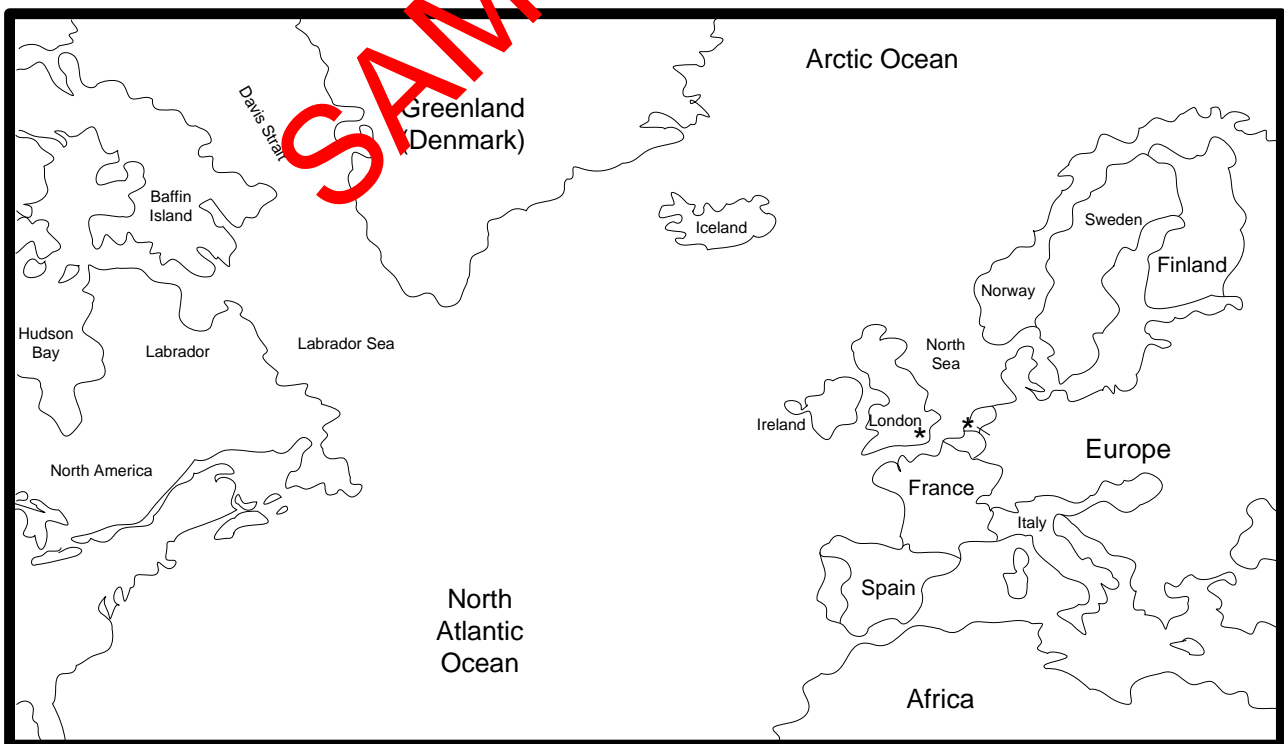 Arctic Ocean
Davis Strait
Greenland
(Denmark)
SAM
Baffin
Island
Iceland
Sweden
Finland
Norway
Hudson
Bay
Labrador
Labrador Sea
North
Sea
Ireland
London
*
*
Europe
North America
France
Italy
Spain
North
Atlantic
Ocean
Africa